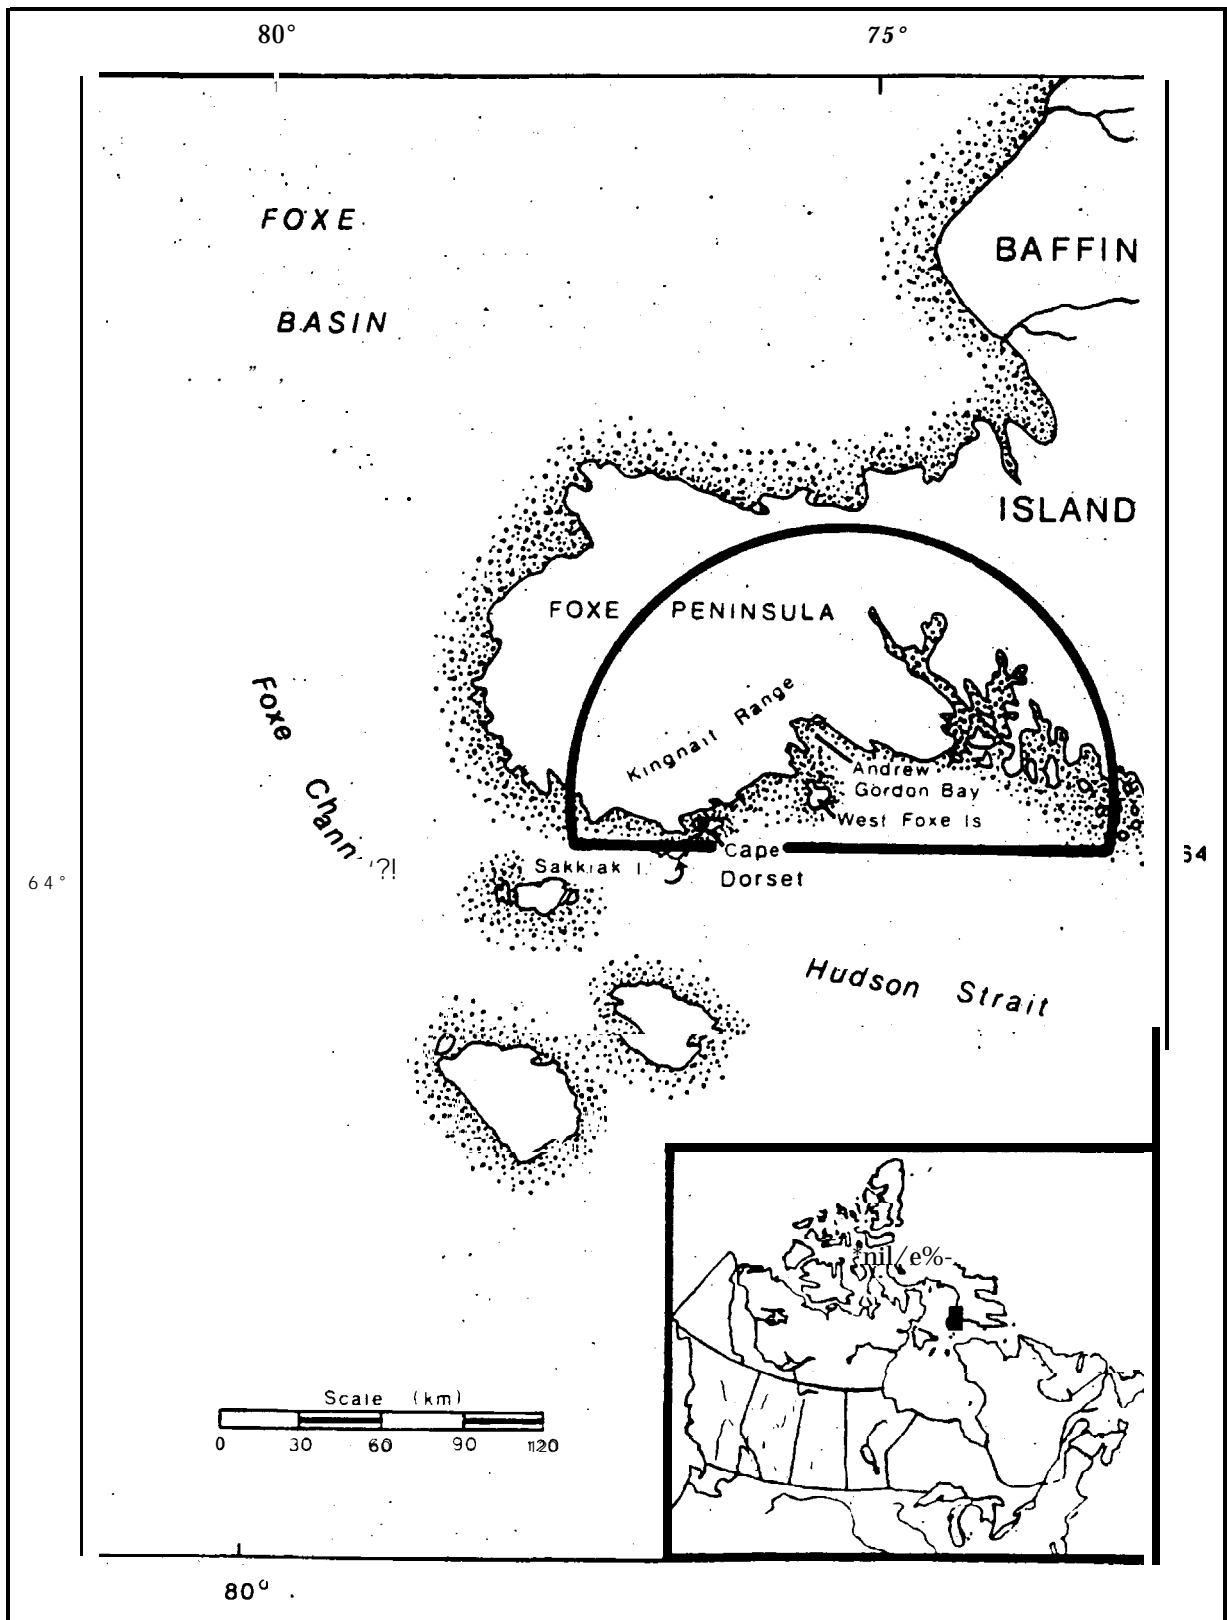 80° 75°
FOXE
BASIN
BAFFIN
ISLAND
FOXE PENINSULA
Kingnait Range
Foxe
Andrew
Gordon Bay
West Foxe Is
Cape
Dorset
Sakkiak I.
64°
64
Hudson Strait
Scale (km)
0 30 60 90 120
80°